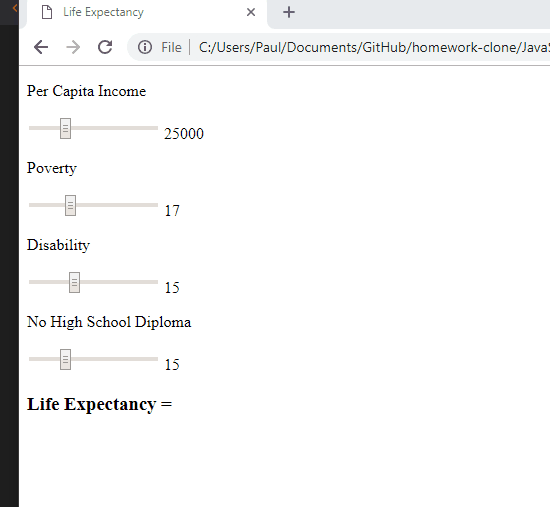 Life Expectancy
File | C:/Users/Paul/Documents/GitHub/homework-clone/JavaS
Per Capita Income
25000
Poverty
17
Disability
15
No High School Diploma
15
Life Expectancy =